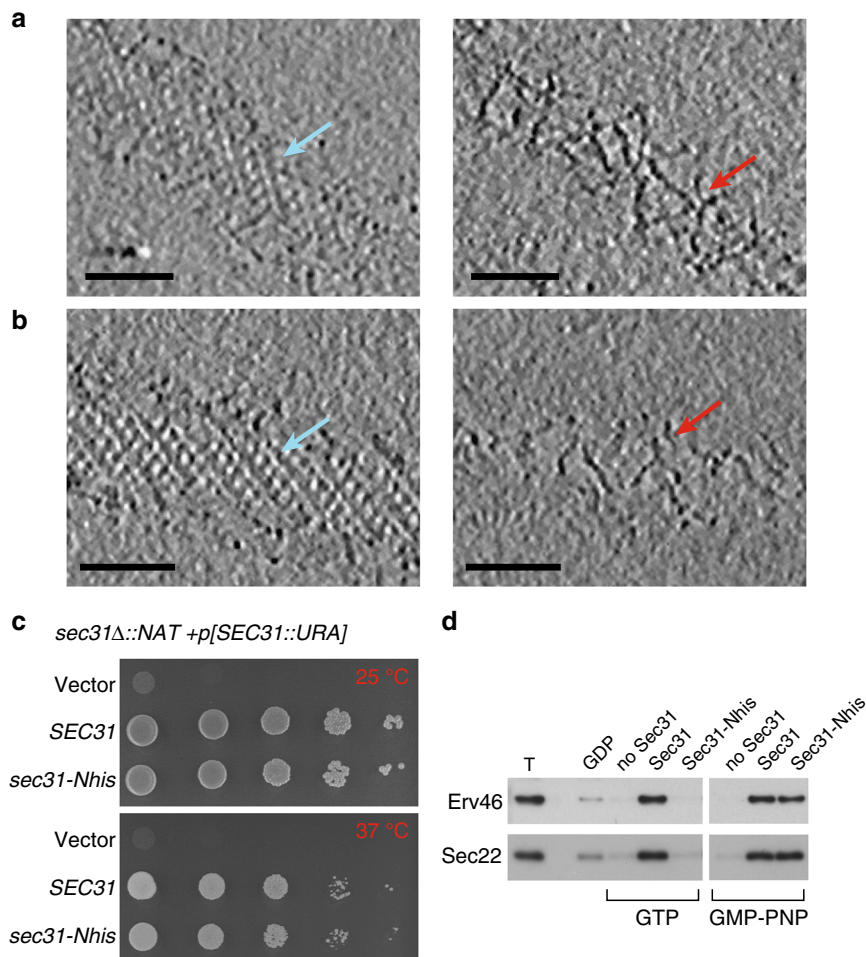 a
b
c
sec31Δ::NAT +p[SEC31::URA]
Vector
25 °C
SEC31
sec31-Nhis
Vector
37 °C
SEC31
sec31-Nhis
d
T
GDP
no Sec31
Sec31
Sec31-Nhis
no Sec31
Sec31
Sec31-Nhis
Erv46
Sec22
GTP
GMP-PNP